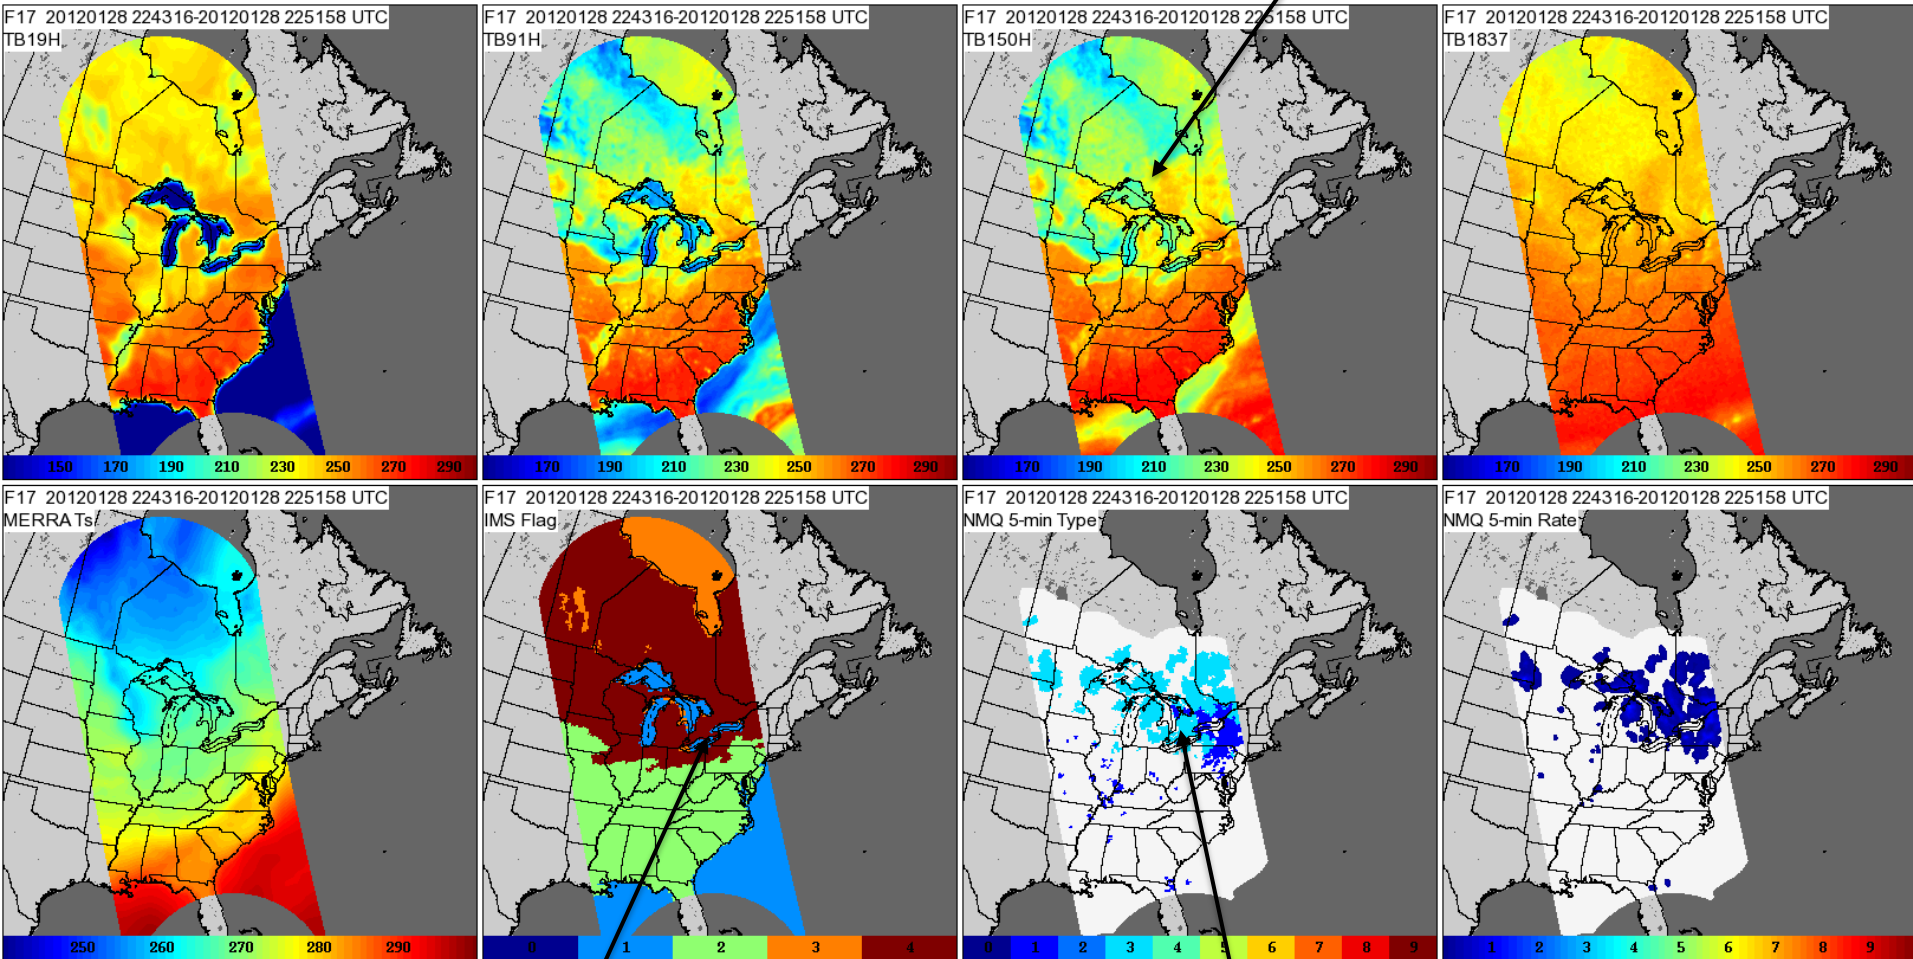 F17 20120128 224316-20120128 225158 UTC
TB19H
150 170 190 210 230 250 270 290
F17 20120128 224316-20120128 225158 UTC
TB91H
170 190 210 230 250 270 290
F17 20120128 224316-20120128 225158 UTC
TB150H
170 190 210 230 250 270 290
F17 20120128 224316-20120128 225158 UTC
TB1837
170 190 210 230 250 270 290
F17 20120128 224316-20120128 225158 UTC
MERRA Ts
250 260 270 280 290
F17 20120128 224316-20120128 225158 UTC
IMS Flag
0 1 2 3 4
F17 20120128 224316-20120128 225158 UTC
NMQ 5-min Type
0 1 2 3 4 5 6 7 8 9
F17 20120128 224316-20120128 225158 UTC
NMQ 5-min Rate
1 2 3 4 5 6 7 8 9